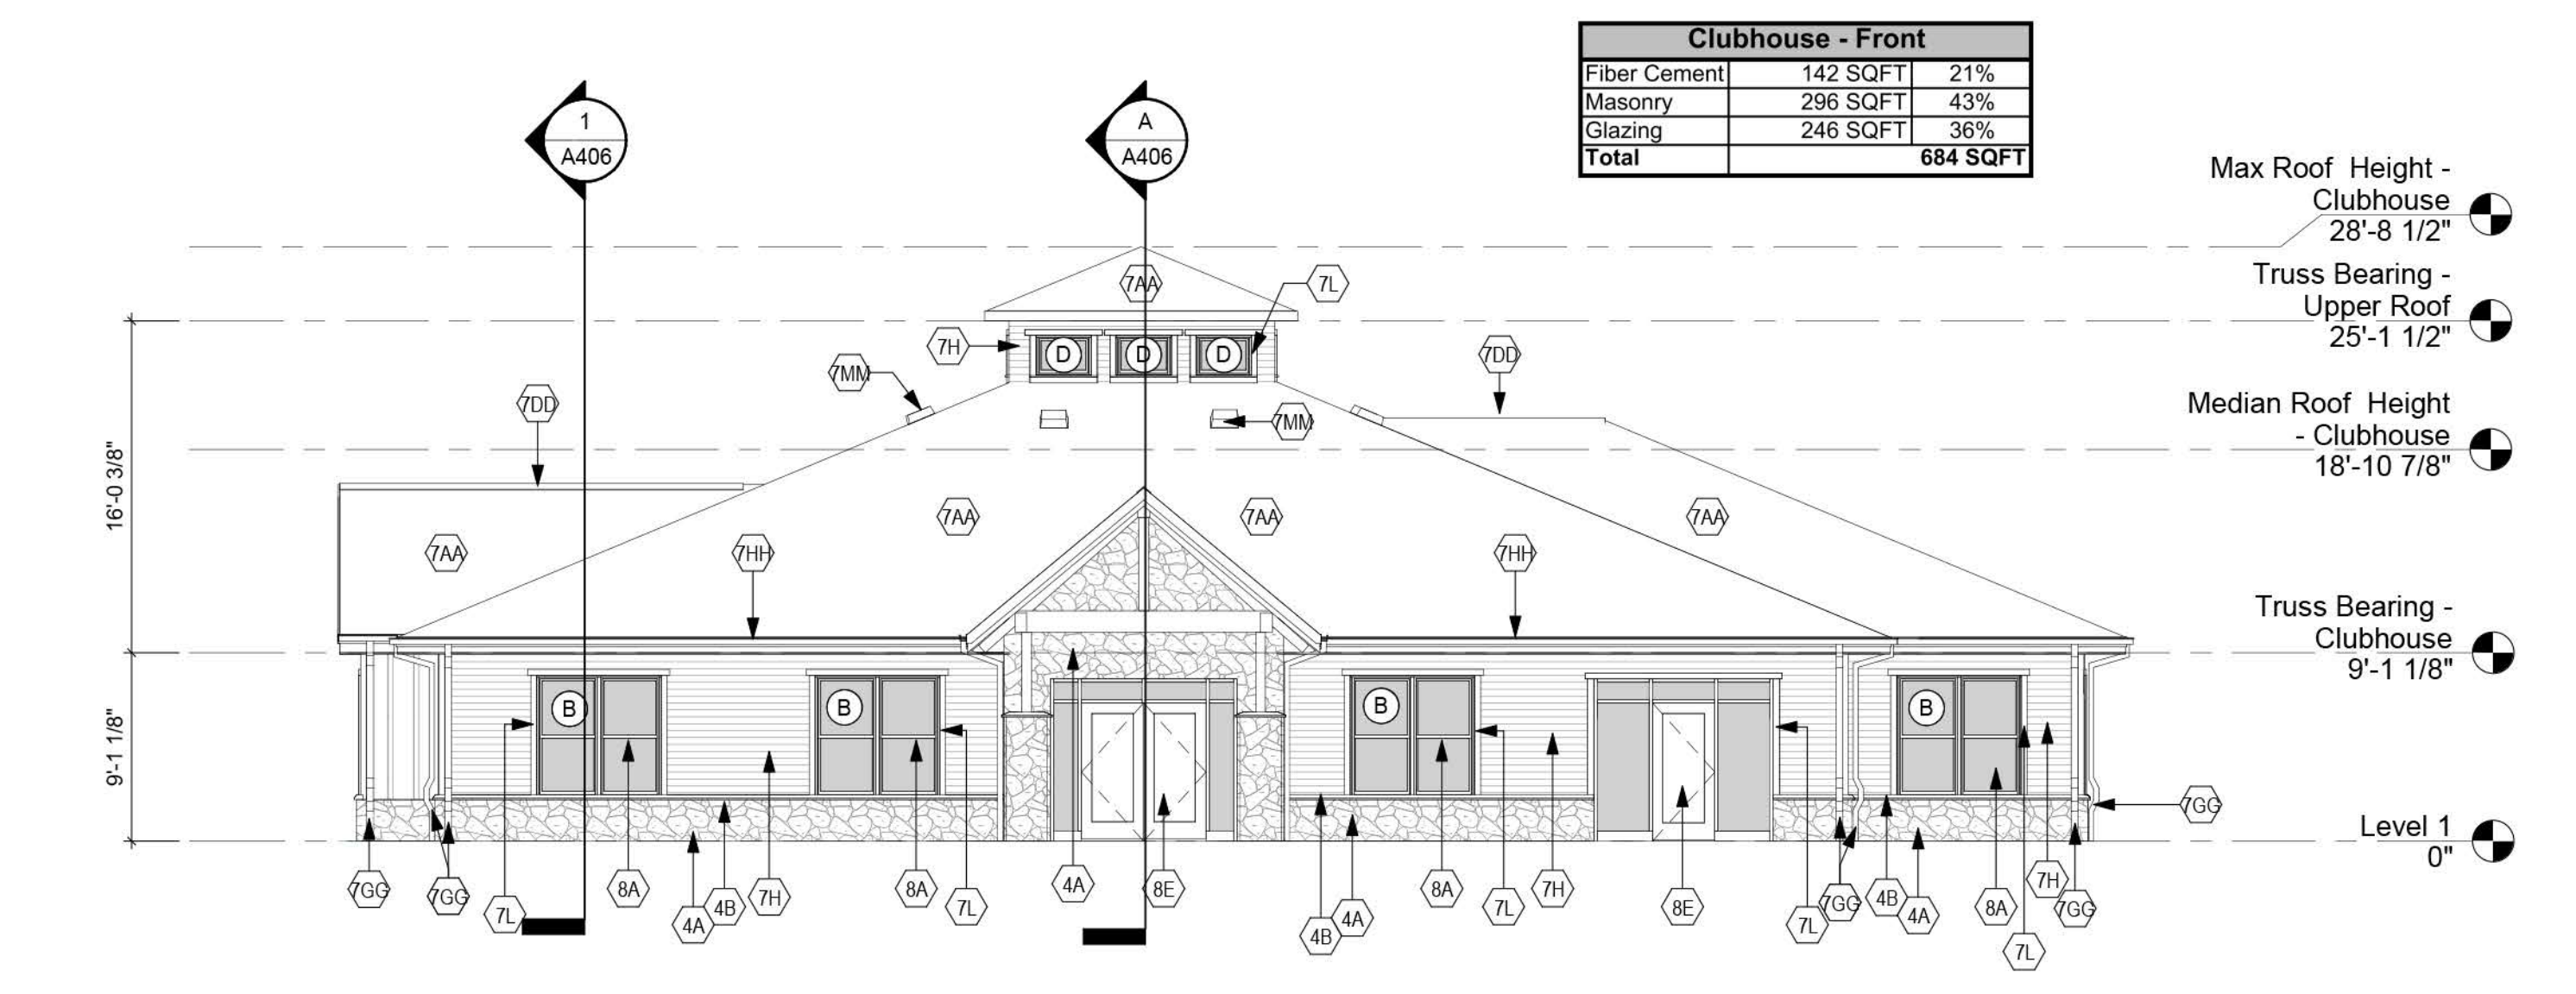 Clubhouse - Front
Fiber Cement 142 SQFT 21%
Masonry 296 SQFT 43%
Glazing 246 SQFT 36%
Total 684 SQFT
1
A406
A
A406
Max Roof Height -
Clubhouse
28'-8 1/2"
Truss Bearing -
Upper Roof
25'-1 1/2"
Median Roof Height
- Clubhouse
18'-10 7/8"
Truss Bearing -
Clubhouse
9'-1 1/8"
Level 1
0"
16'-0 3/8"
9'-1 1/8"
7AA
7L
7H
D
D
D
7MM
7DD
7DD
7MM
7AA
7AA
7AA
7AA
7HH
7HH
B
B
B
B
7GG
7GG
7GG
7L
8A
4A
4B
7H
8A
7L
4A
8E
4B
4A
8A
7L
7H
8E
7L
7GG
4B
4A
8A
7L
7H
7GG